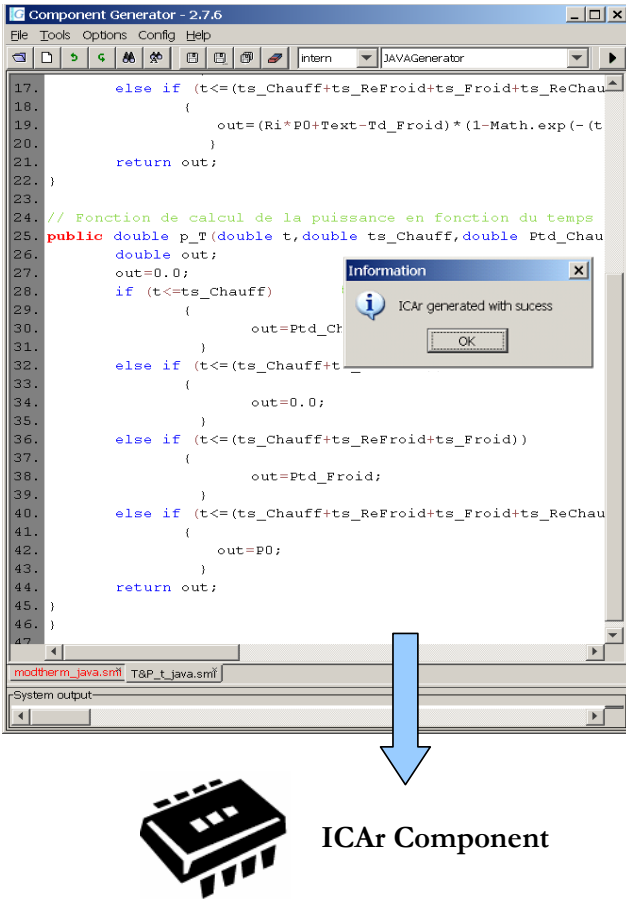 Component Generator - 2.7.6
File Tools Options Config Help
intern JAVAGenerator
17. else if (t<=(ts_Chauff+ts_ReFroid+ts_Froid+ts_ReChau
18. {
19. out=(Ri*P0+Text-Td_Froid)*(1-Math.exp(-(t
20. }
21. return out;
22. }
23.
24. // Fonction de calcul de la puissance en fonction du temps
25. public double p_T(double t,double ts_Chauff,double Ptd_Chau
26. double out;
27. out=0.0;
28. if (t<=ts_Chauff)
29. {
30. out=Ptd_Ch
31. }
32. else if (t<=(ts_Chauff+t
33. {
34. out=0.0;
35. }
36. else if (t<=(ts_Chauff+ts_ReFroid+ts_Froid))
37. {
38. out=Ptd_Froid;
39. }
40. else if (t<=(ts_Chauff+ts_ReFroid+ts_Froid+ts_ReChau
41. {
42. out=P0;
43. }
44. return out;
45. }
46. }
47
Information
ICAr generated with sucess
OK
modtherm_java.sml T&P_t_java.sml
System output
ICAr Component